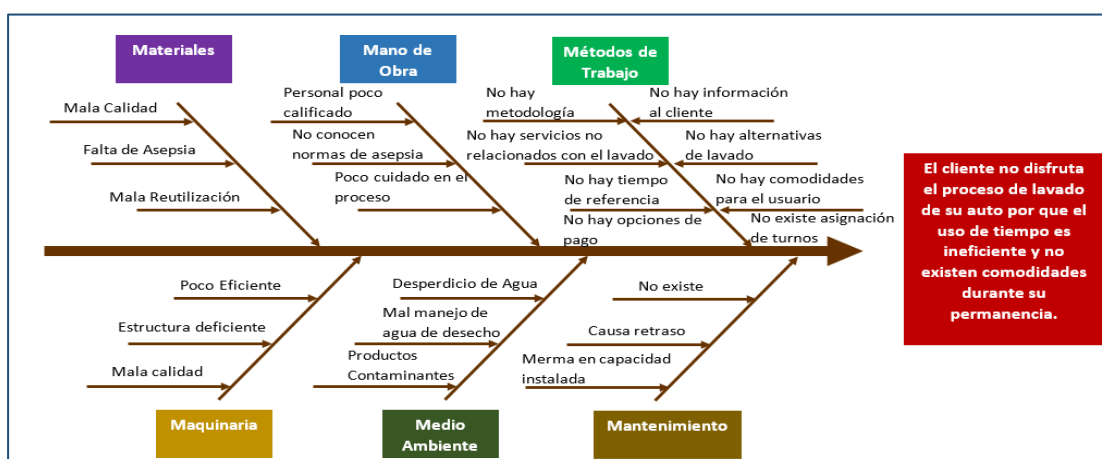 Materiales
Mano de
Obra
Métodos de
Trabajo
Mala Calidad
Falta de Asepsia
Mala Reutilización
Personal poco
calificado
No conocen
normas de asepsia
Poco cuidado en el
proceso
No hay
metodología
No hay servicios no
relacionados con el lavado
No hay tiempo
de referencia
No hay opciones de
pago
No hay información
al cliente
No hay alternativas
de lavado
No hay comodidades
para el usuario
No existe asignación
de turnos
El cliente no disfruta
el proceso de lavado
de su auto por que el
uso de tiempo es
ineficiente y no
existen comodidades
durante su
permanencia.
Poco Eficiente
Estructura deficiente
Mala calidad
Desperdicio de Agua
Mal manejo de
agua de desecho
Productos
Contaminantes
No existe
Causa retraso
Merma en capacidad
instalada
Maquinaria
Medio
Ambiente
Mantenimiento